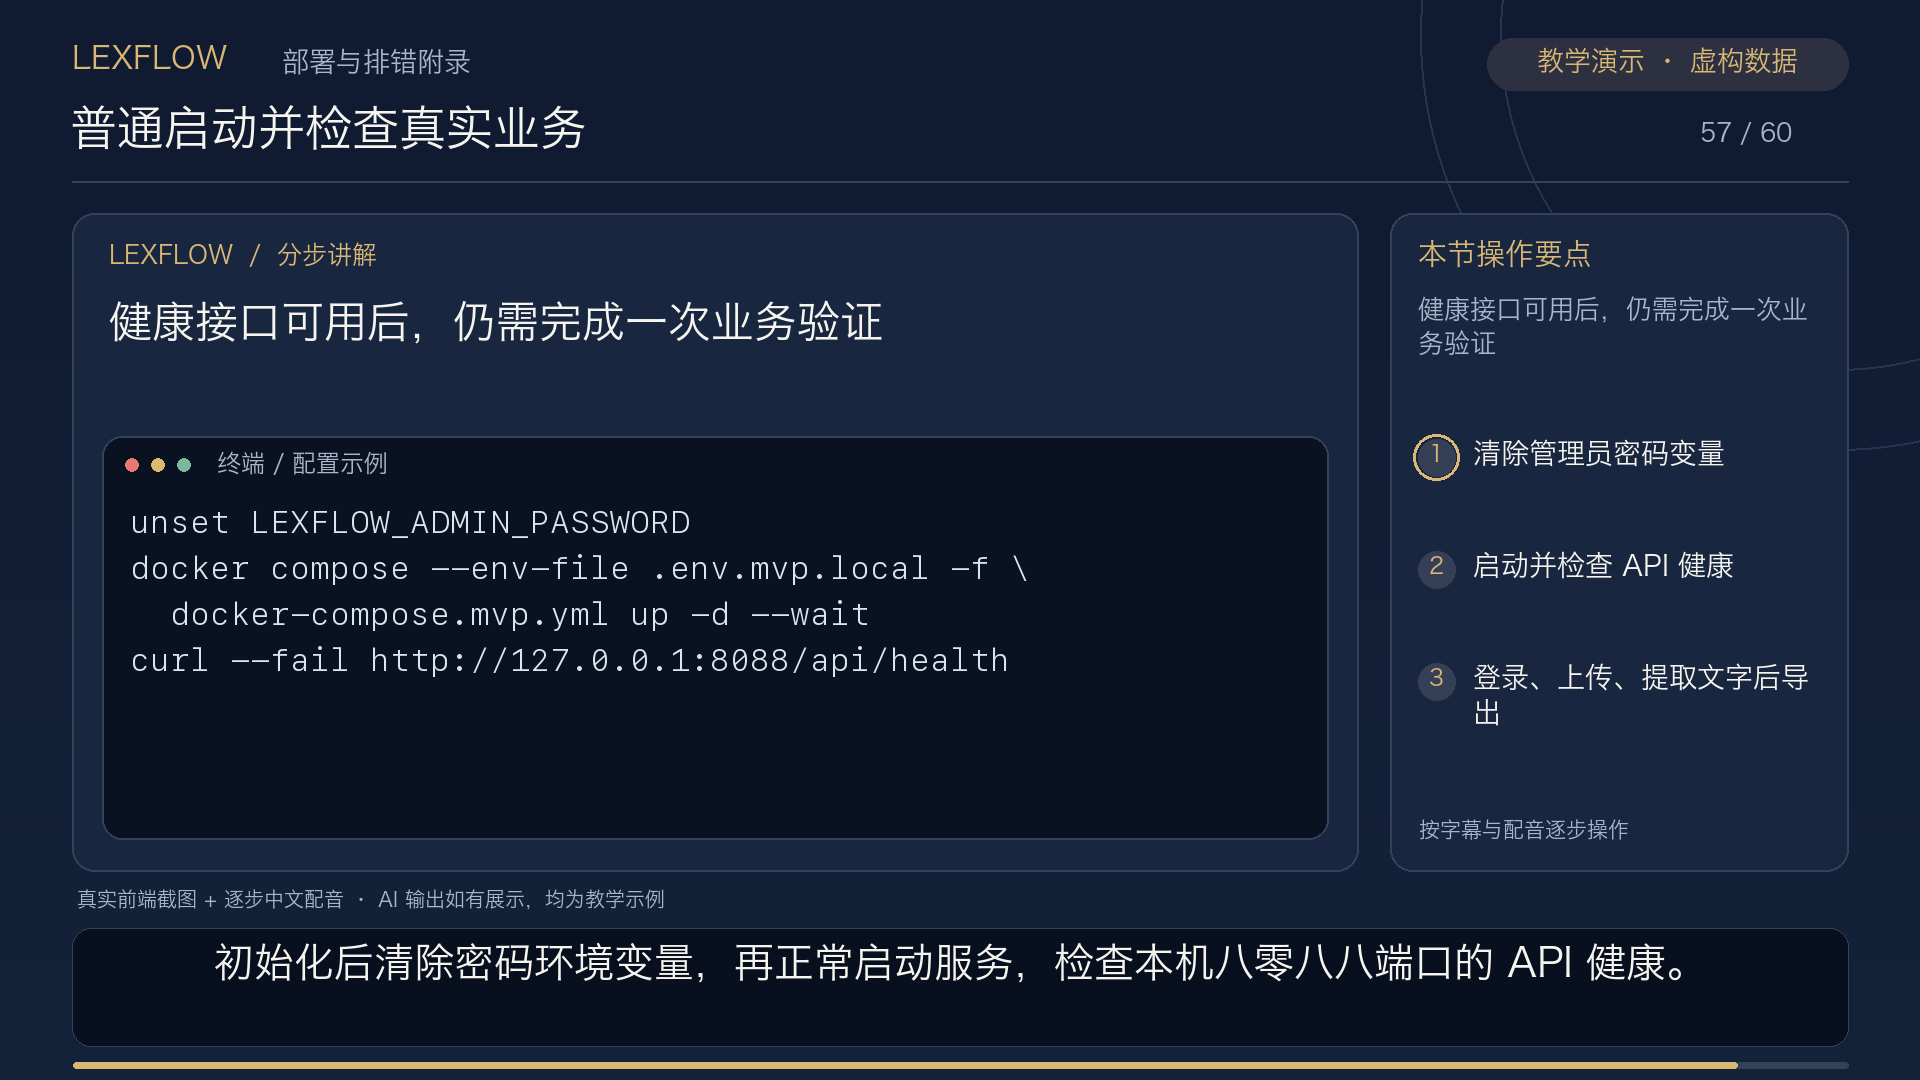 LEXFLOW 部署与排错附录
教学演示 · 虚构数据
普通启动并检查真实业务
57 / 60
LEXFLOW / 分步讲解
健康接口可用后，仍需完成一次业务验证
终端 / 配置示例
unset LEXFLOW_ADMIN_PASSWORD
docker compose --env-file .env.mvp.local -f \
  docker-compose.mvp.yml up -d --wait
curl --fail http://127.0.0.1:8088/api/health
本节操作要点
健康接口可用后，仍需完成一次业
务验证
1 清除管理员密码变量
2 启动并检查 API 健康
3 登录、上传、提取文字后导
出
按字幕与配音逐步操作
真实前端截图 + 逐步中文配音 · AI 输出如有展示，均为教学示例
初始化后清除密码环境变量，再正常启动服务，检查本机八零八八端口的 API 健康。